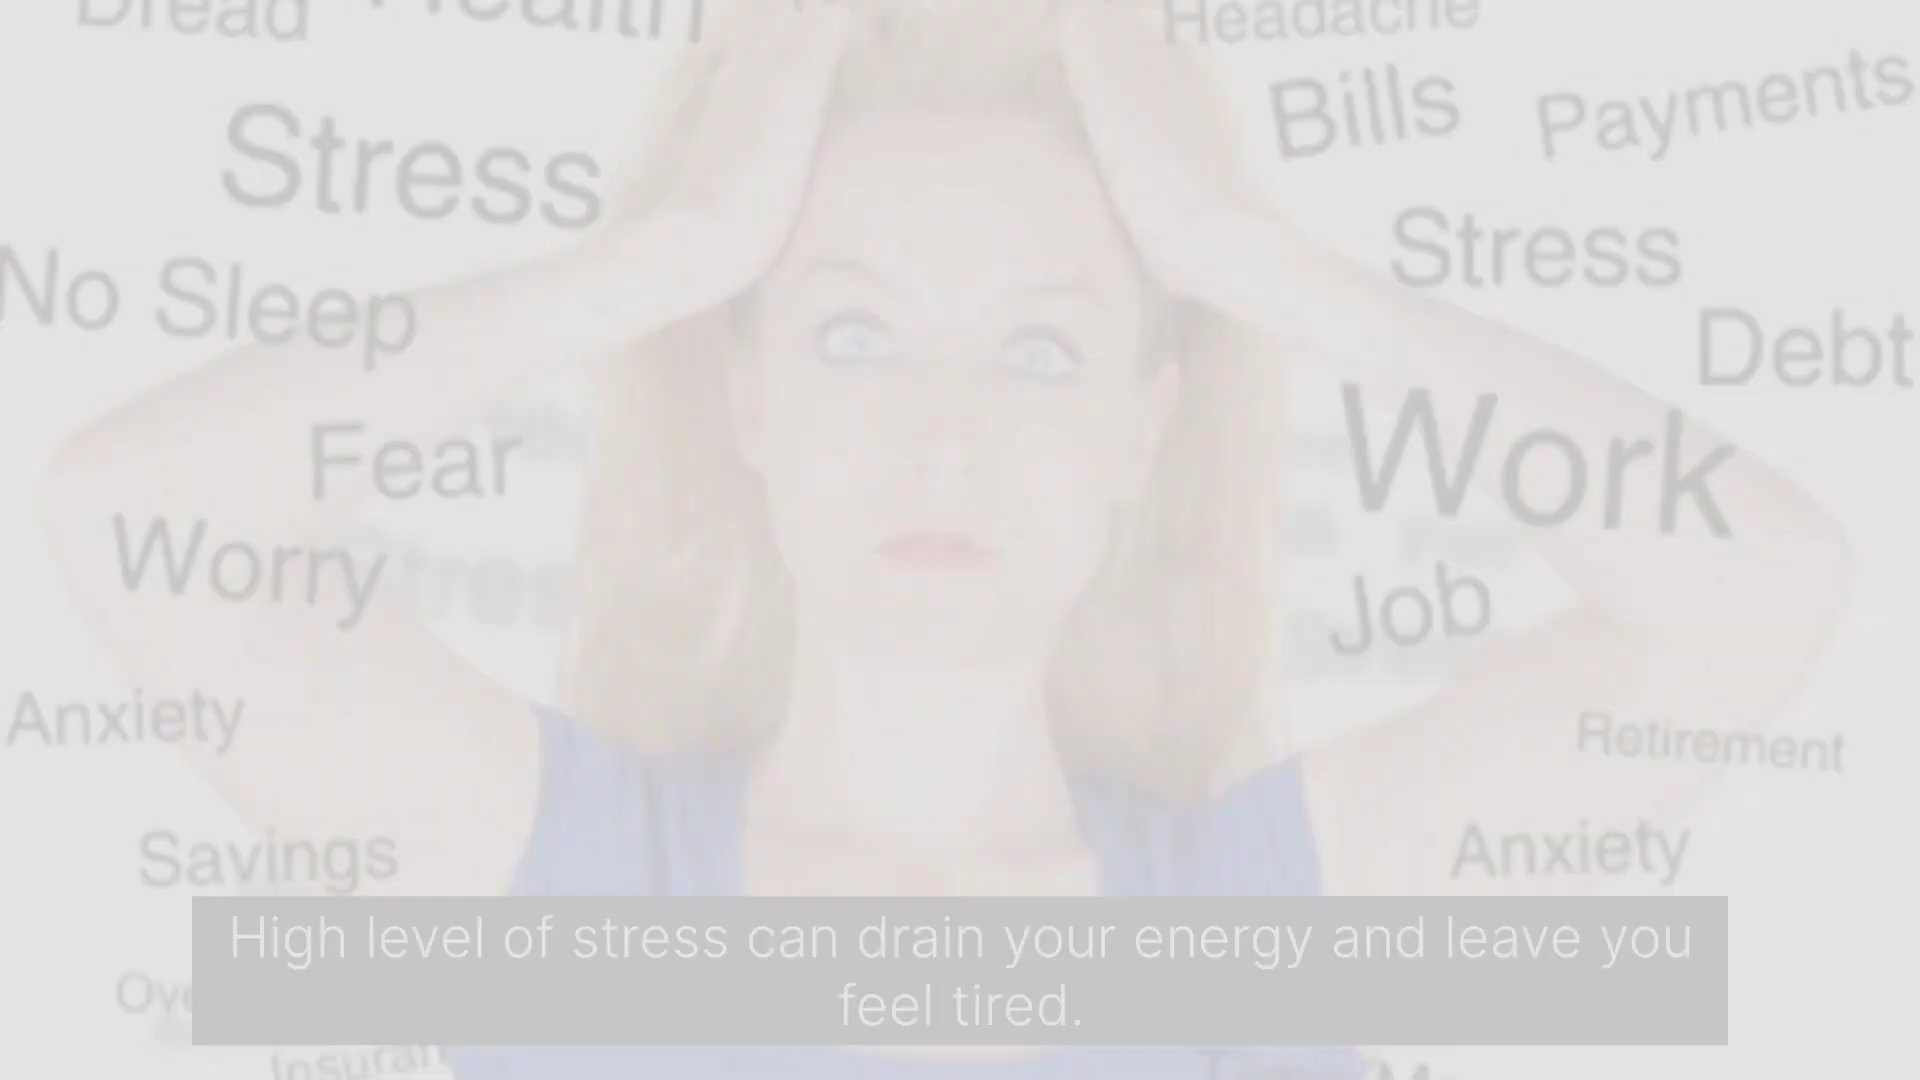 Dread
Health
Headache
Bills
Payments
Stress
Stress
No Sleep
Debt
Fear
Work
Worry
Job
Anxiety
Retirement
Savings
Anxiety
High level of stress can drain your energy and leave you
feel tired.